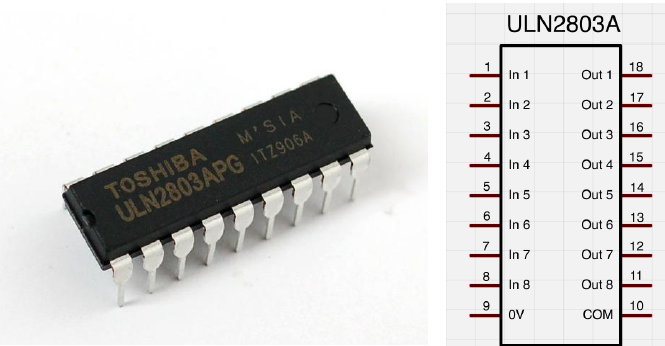 TOSHIBA M'SIA
ULN2803APG 1TZ906A
ULN2803A
1 In 1 Out 1 18
2 In 2 Out 2 17
3 In 3 Out 3 16
4 In 4 Out 4 15
5 In 5 Out 5 14
6 In 6 Out 6 13
7 In 7 Out 7 12
8 In 8 Out 8 11
9 0V COM 10